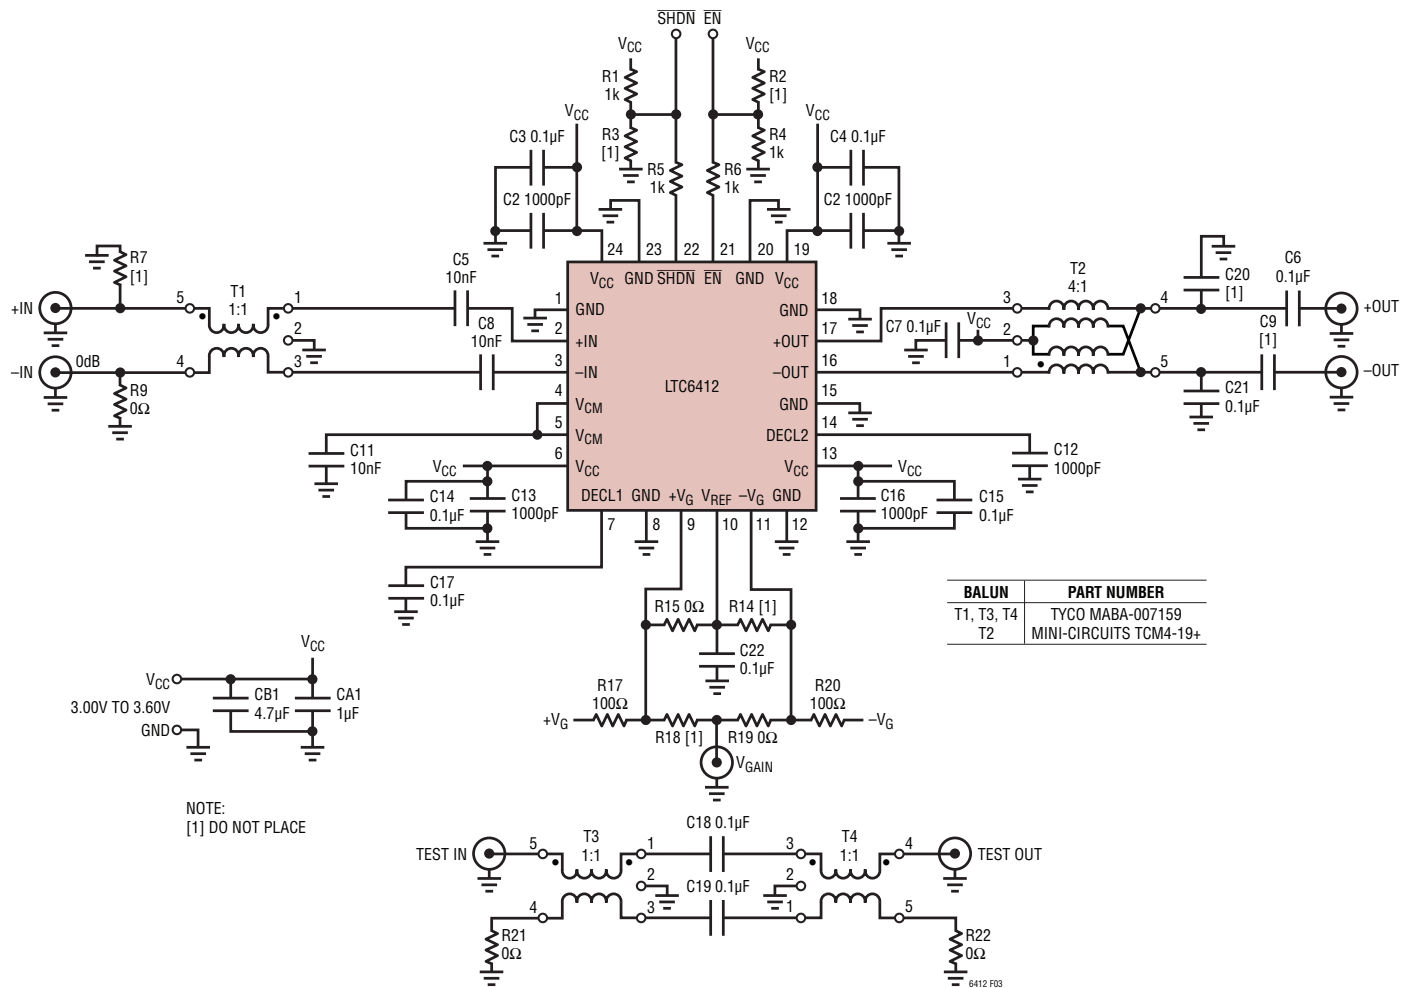 SHDN EN
VCC
R1
1k
R3
[1]
VCC
R2
[1]
R4
1k
R5
1k
R6
1k
VCC
C3 0.1µF
C2 1000pF
VCC
C4 0.1µF
C2 1000pF
24 23 22 21 20 19
VCC GND SHDN EN GND VCC
+IN
–IN
0dB
R7
[1]
R9
0Ω
T1
1:1
5
4
1
2
3
C5
10nF
C8
10nF
1
GND
2
+IN
3
–IN
4
VCM
5
VCM
6
VCC
LTC6412
18
GND
17
+OUT
16
–OUT
15
GND
14
DECL2
13
VCC
DECL1 GND +VG VREF –VG GND
7 8 9 10 11 12
C7 0.1µF
VCC
T2
4:1
3
2
1
4
5
C20
[1]
C6
0.1µF
+OUT
C9
[1]
–OUT
C21
0.1µF
C11
10nF
VCC
C14
0.1µF
C13
1000pF
C17
0.1µF
C12
1000pF
VCC
C16
1000pF
C15
0.1µF
R15 0Ω
R14 [1]
C22
0.1µF
R17
100Ω
R20
100Ω
+VG
–VG
R18 [1]
R19 0Ω
VGAIN
BALUN PART NUMBER
T1, T3, T4 TYCO MABA-007159
T2 MINI-CIRCUITS TCM4-19+
VCC
VCC
3.00V TO 3.60V
GND
CB1
4.7µF
CA1
1µF
NOTE:
[1] DO NOT PLACE
TEST IN
5
4
T3
1:1
1
2
3
C18 0.1µF
C19 0.1µF
3
2
1
T4
1:1
4
5
TEST OUT
R21
0Ω
R22
0Ω
6412 F03